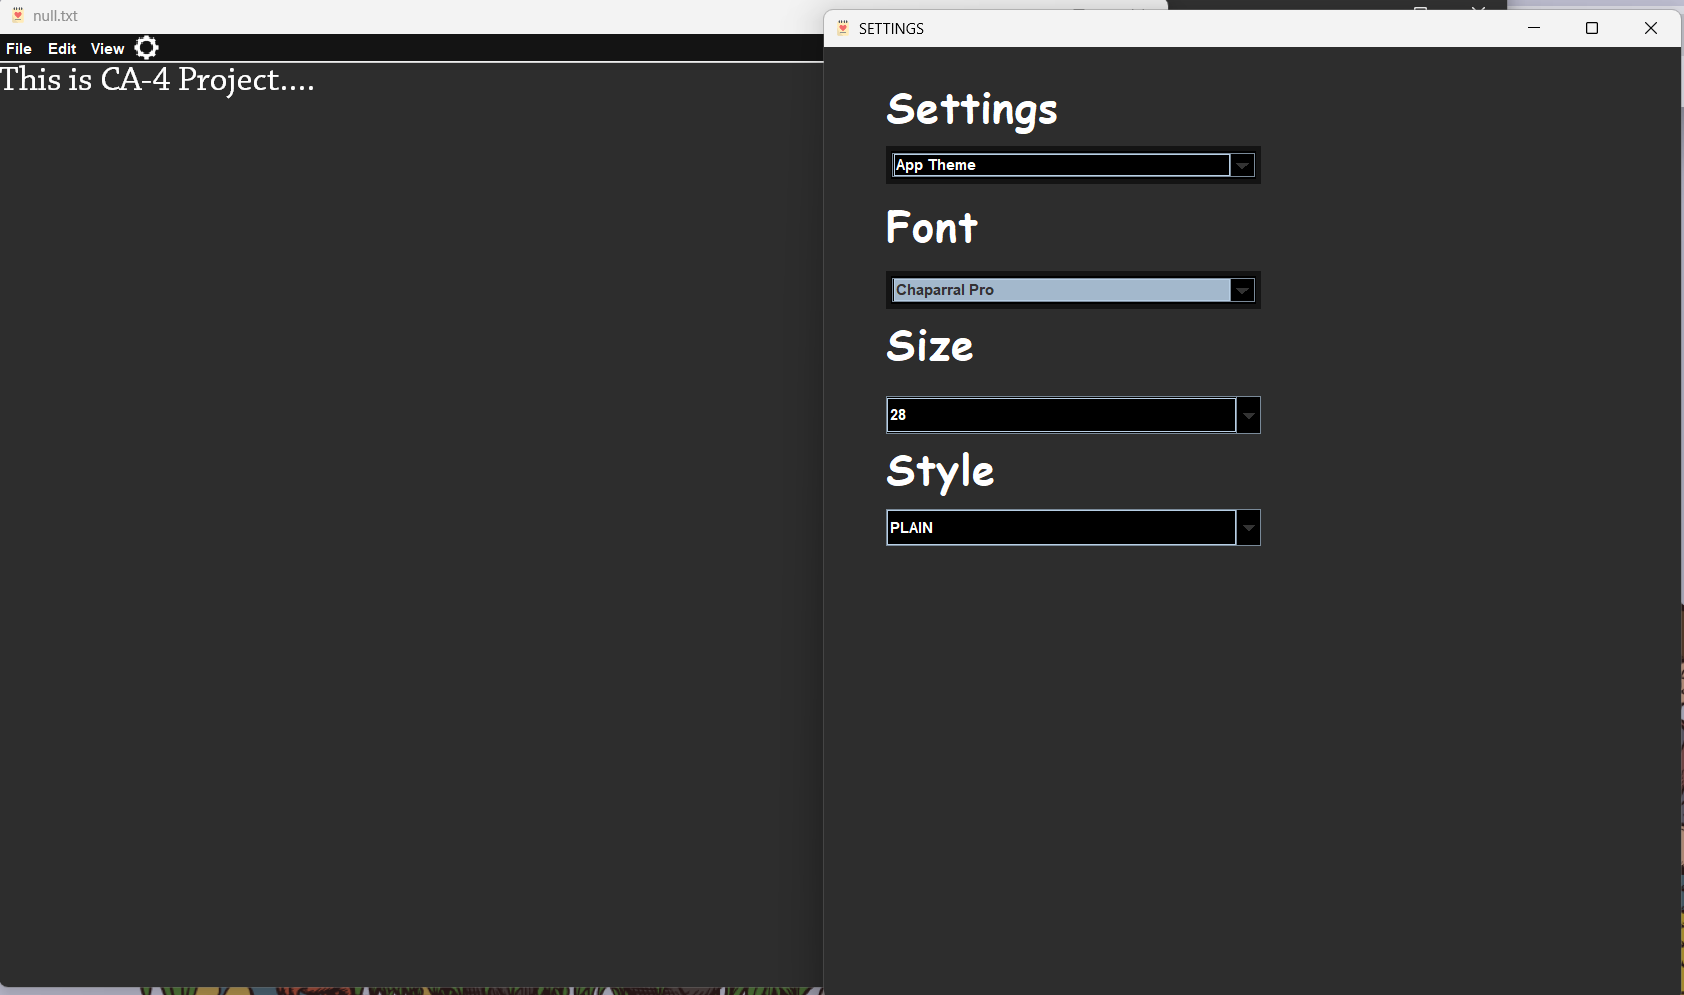 null.txt
File Edit View
This is CA-4 Project....
SETTINGS
Settings
App Theme
Font
Chaparral Pro
Size
28
Style
PLAIN